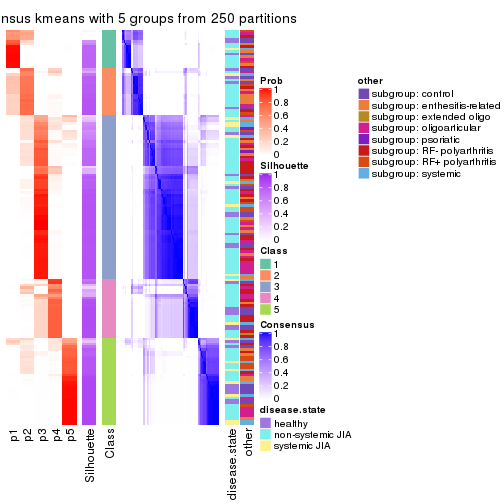 nsus kmeans with 5 groups from 250 partitions
p1
p2
p3
p4
p5
Silhouette
Class
disease.state
other
Prob
1
0.8
0.6
0.4
0.2
0
Silhouette
1
0.8
0.6
0.4
0.2
0
Class
1
2
3
4
5
Consensus
1
0.8
0.6
0.4
0.2
0
disease.state
healthy
non-systemic JIA
systemic JIA
other
subgroup: control
subgroup: enthesitis-related
subgroup: extended oligo
subgroup: oligoarticular
subgroup: psoriatic
subgroup: RF- polyarthritis
subgroup: RF+ polyarthritis
subgroup: systemic